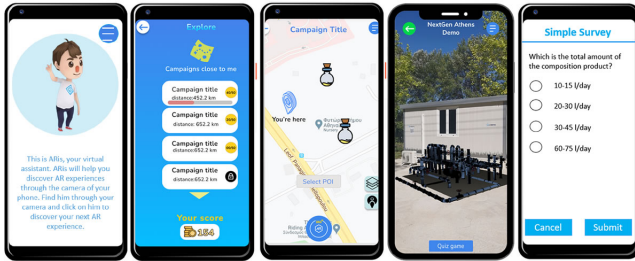 This is ARis, your virtual
assistant. ARis will help you
discover AR experiences
through the camera of your
phone. Find him through your
camera and click on him to
discover your next AR
experience.
Explore
Campaigns close to me
Campaign title
distance:452.2 km
Campaign title
distance: 652.2 km
Campaign title
distance:652.2 km
Campaign title
distance:652.2 km
Your score
154
Campaign Title
You're here
Select POI
NextGen Athens
Demo
Quiz game
Simple Survey
Which is the total amount of
the composition product?
10-15 l/day
20-30 l/day
30-45 l/day
60-75 l/day
Cancel
Submit